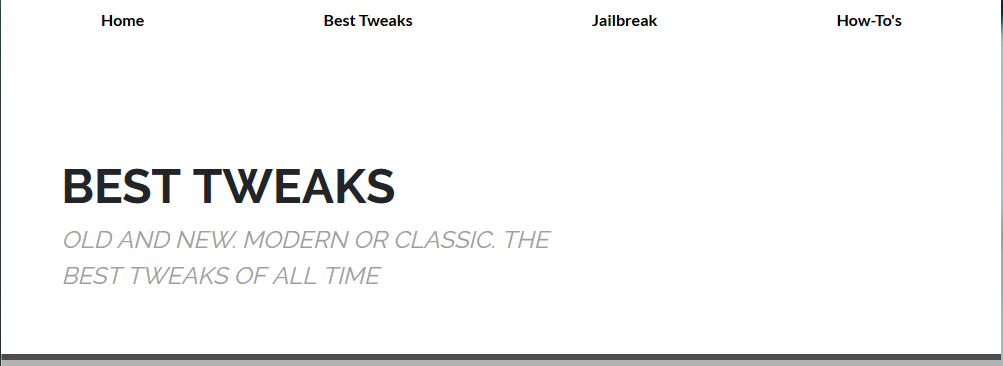 Home Best Tweaks Jailbreak How-To's
BEST TWEAKS
OLD AND NEW. MODERN OR CLASSIC. THE
BEST TWEAKS OF ALL TIME